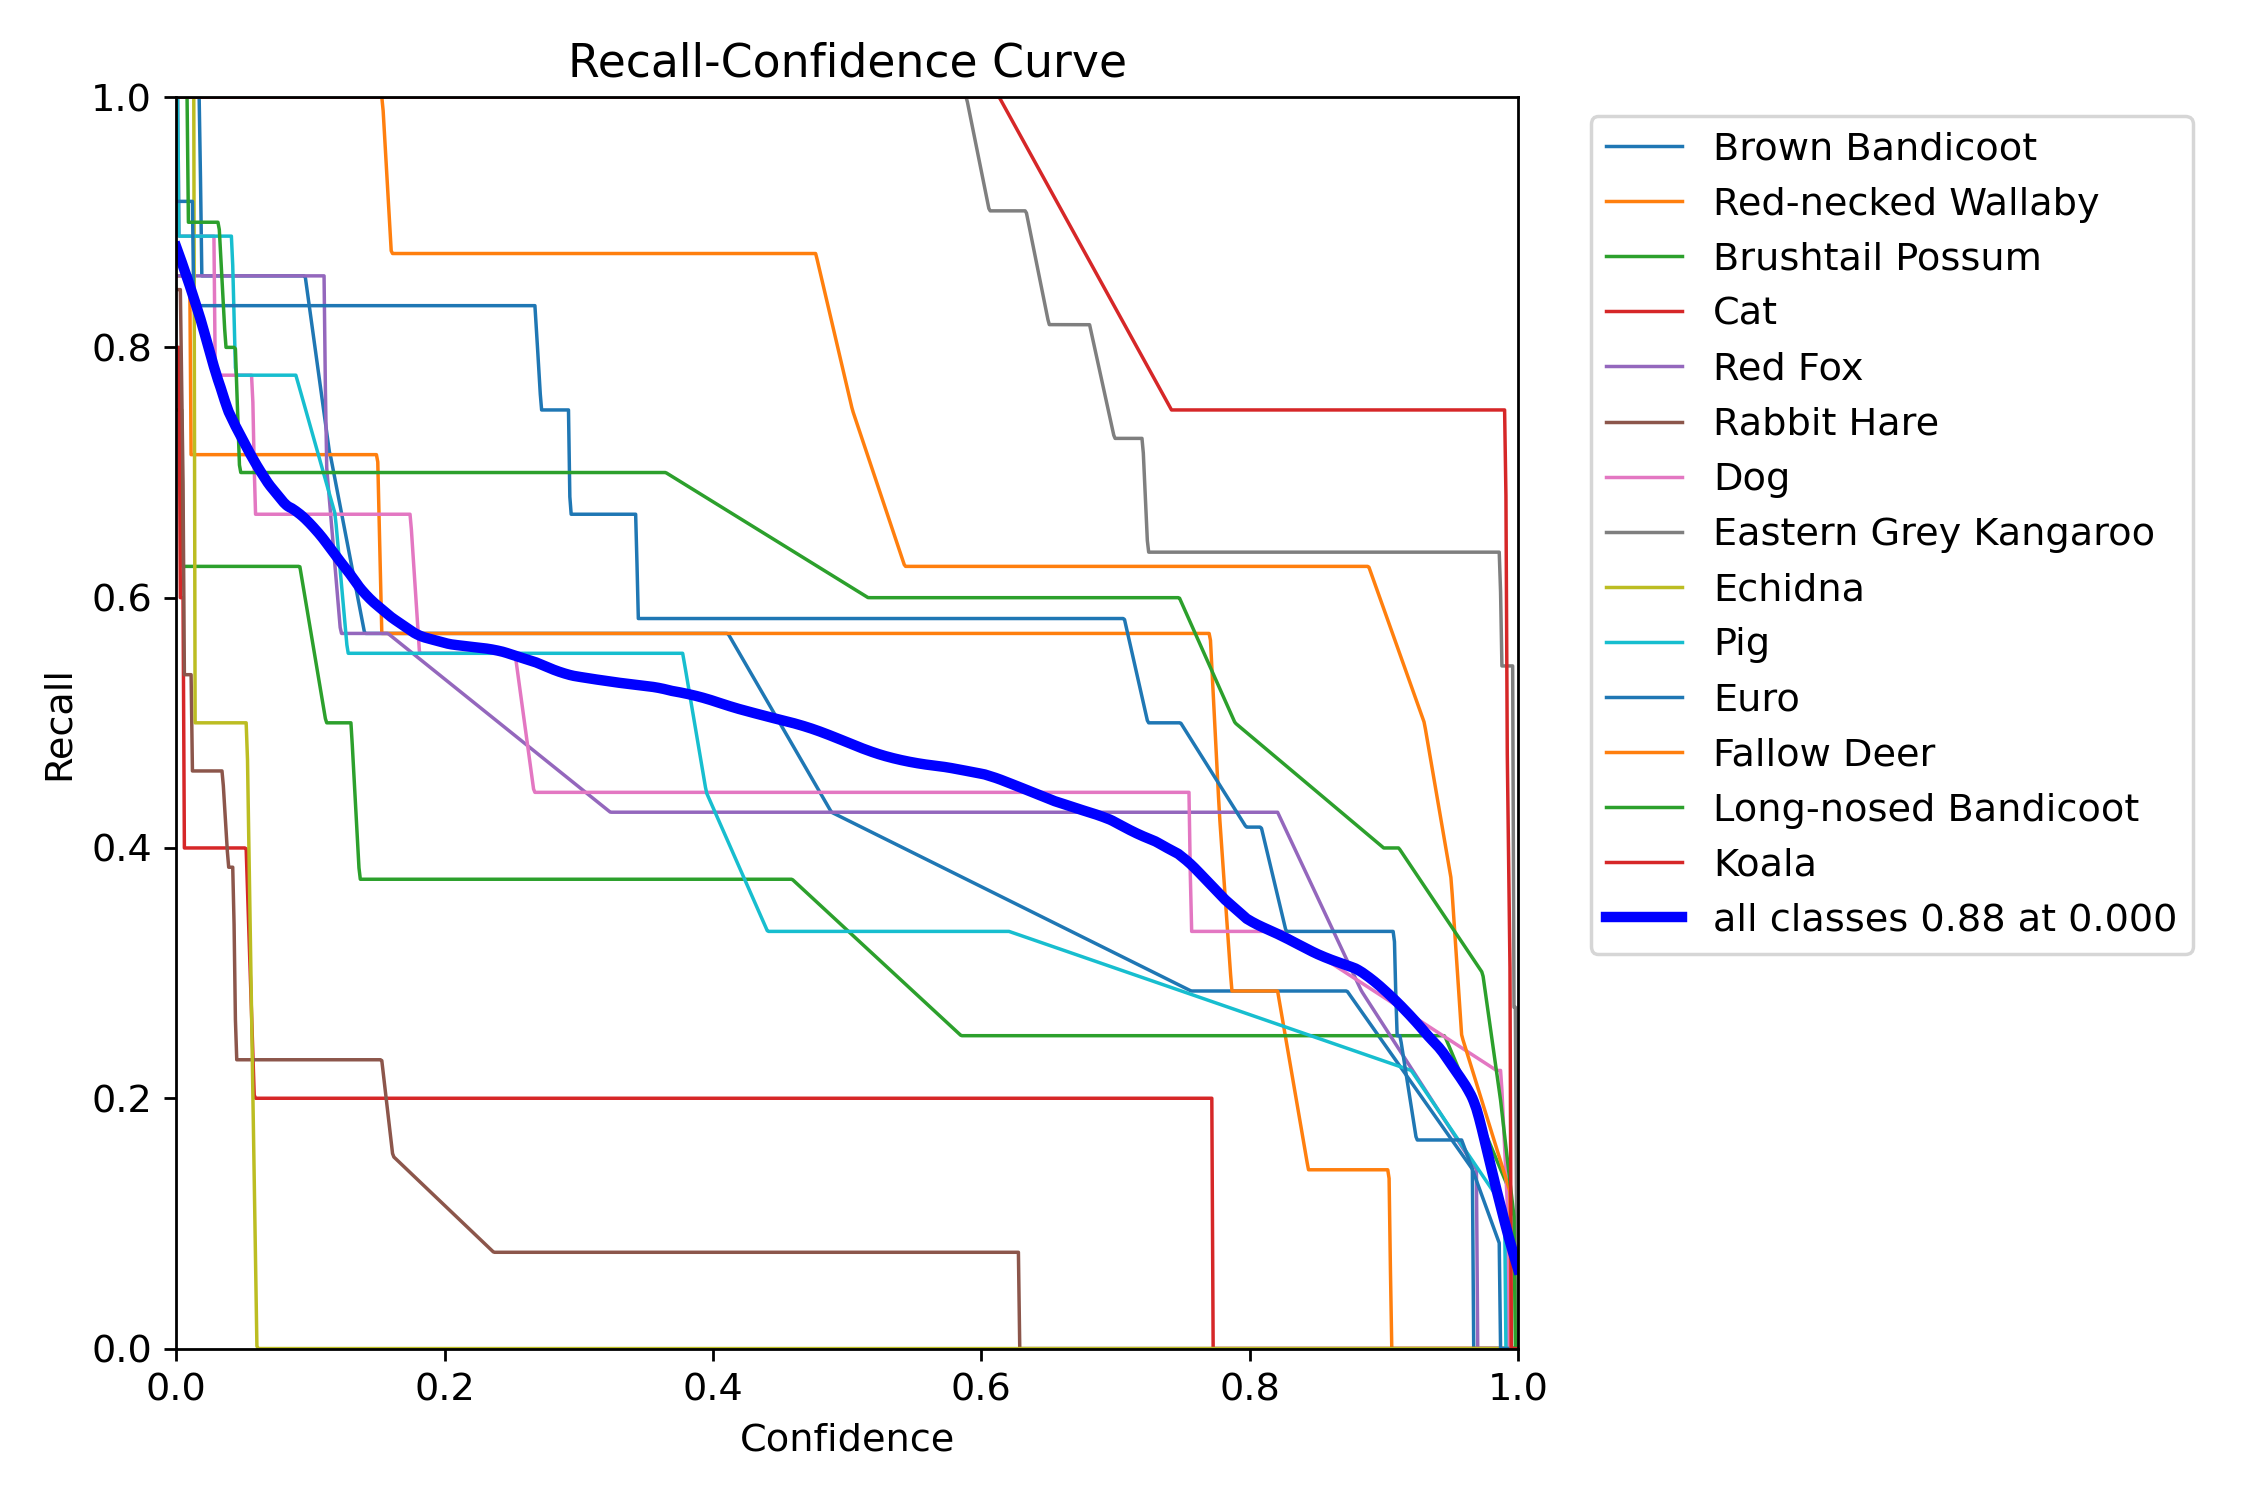 Recall-Confidence Curve
1.0
0.8
0.6
0.4
0.2
0.0
Recall
0.0 0.2 0.4 0.6 0.8 1.0
Confidence
Brown Bandicoot
Red-necked Wallaby
Brushtail Possum
Cat
Red Fox
Rabbit Hare
Dog
Eastern Grey Kangaroo
Echidna
Pig
Euro
Fallow Deer
Long-nosed Bandicoot
Koala
all classes 0.88 at 0.000